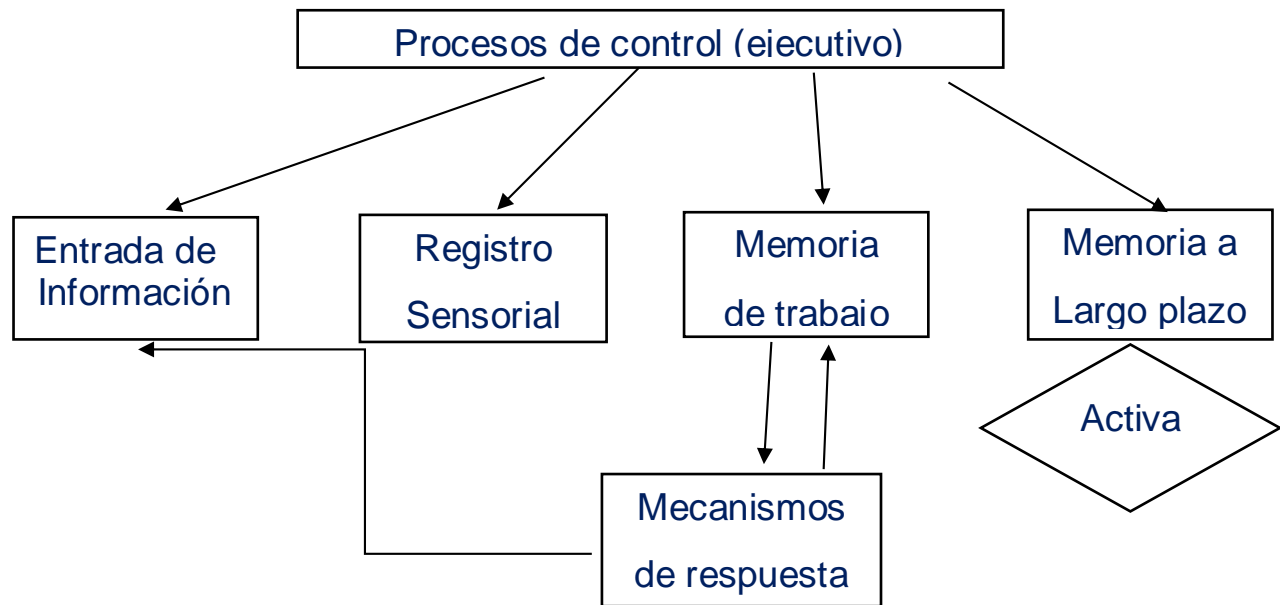 Procesos de control (ejecutivo)
Entrada de
Información
Registro
Sensorial
Memoria
de trabajo
Memoria a
Largo plazo
Activa
Mecanismos
de respuesta